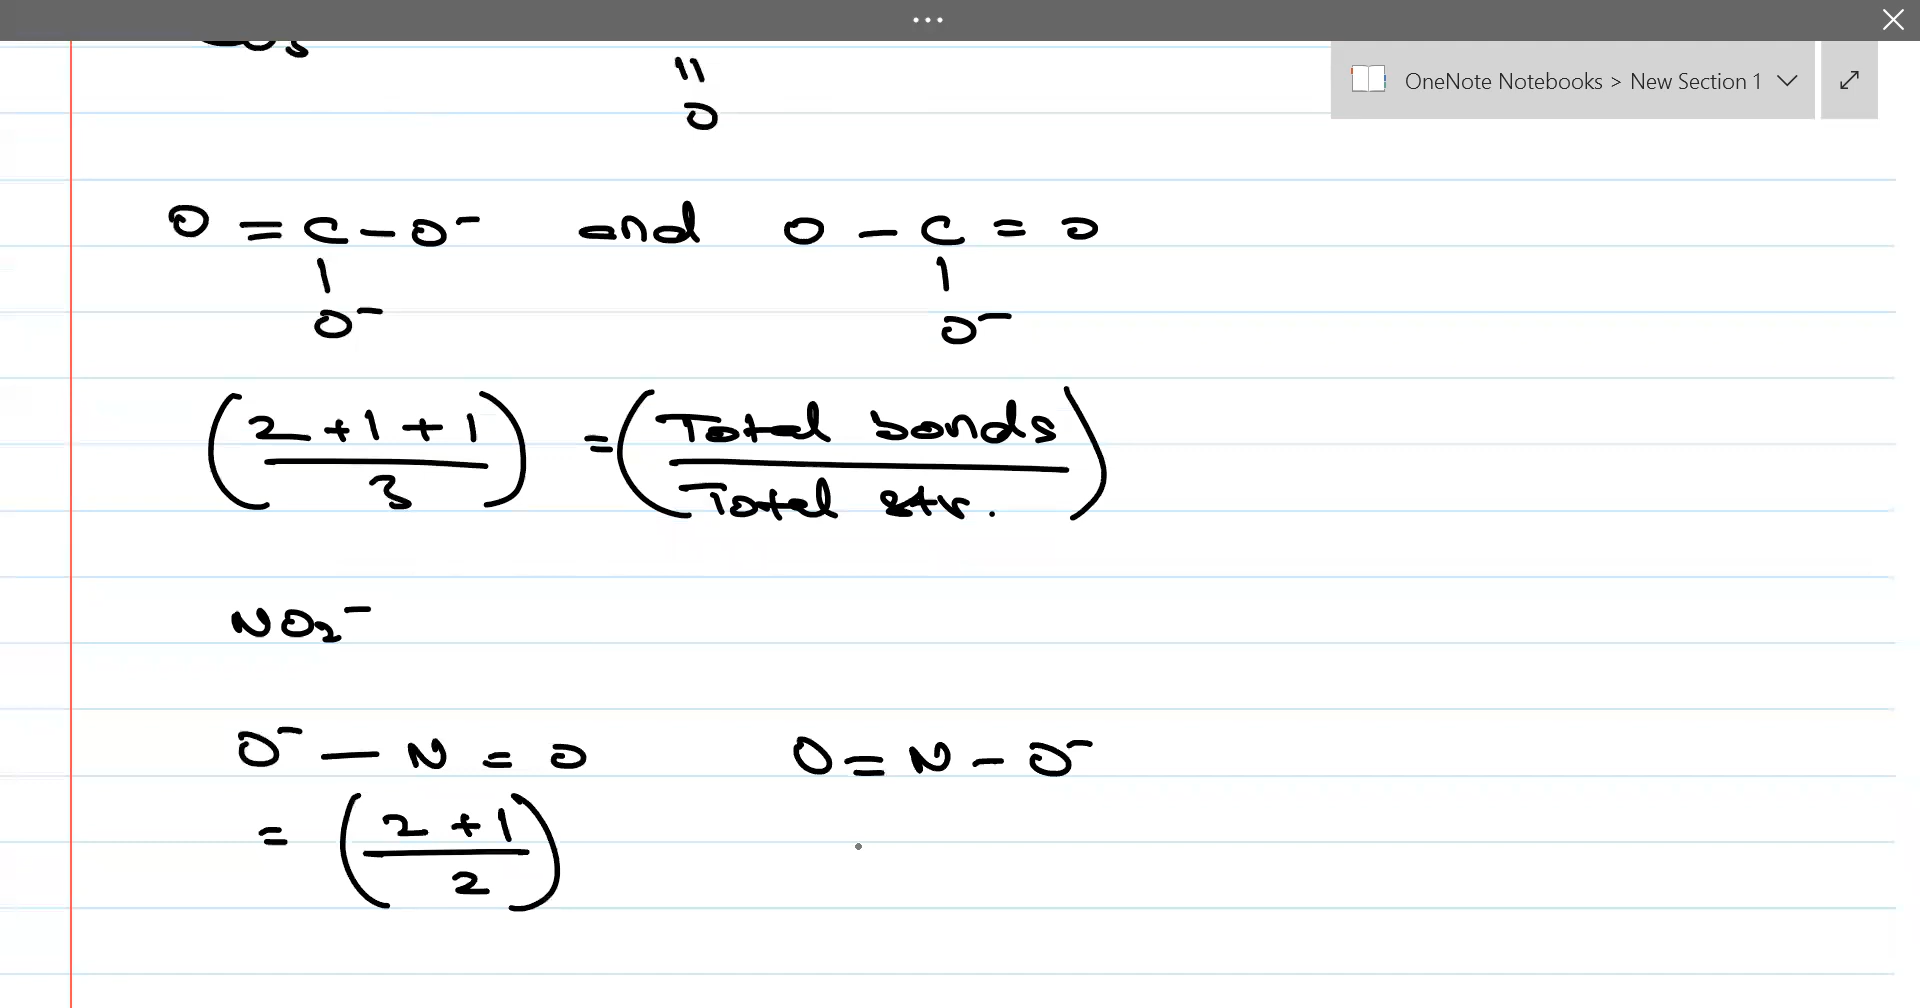 ...
OneNote Notebooks > New Section 1
"
O
O = C – O⁻ and O – C = O
| |
O⁻ O⁻
(2 + 1 + 1 / 3) = (Total bonds / Total str.)
NO₂⁻
O⁻ – N = O O = N – O⁻
= (2 + 1 / 2)